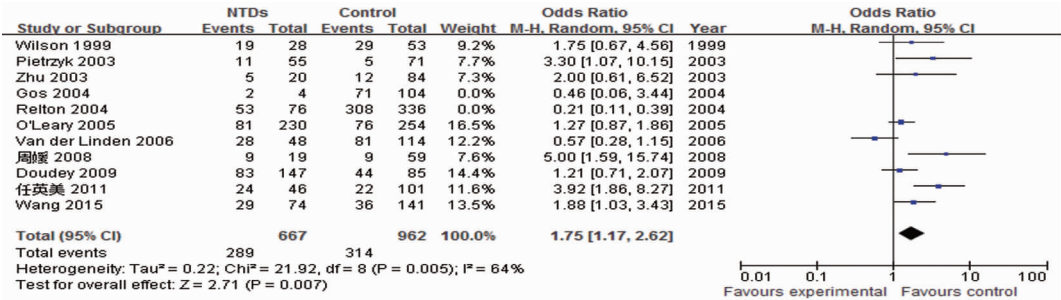 NTDs Control Odds Ratio Odds Ratio
Study or Subgroup Events Total Events Total Weight M-H, Random, 95% CI Year M-H, Random, 95% CI
Wilson 1999 19 28 29 53 9.2% 1.75 [0.67, 4.56] 1999
Pietrzyk 2003 11 55 5 71 7.7% 3.30 [1.07, 10.15] 2003
Zhu 2003 5 20 12 84 7.3% 2.00 [0.61, 6.52] 2003
Gos 2004 2 4 71 104 0.0% 0.46 [0.06, 3.44] 2004
Relton 2004 53 76 308 336 0.0% 0.21 [0.11, 0.39] 2004
O'Leary 2005 81 230 76 254 16.5% 1.27 [0.87, 1.86] 2005
Van der Linden 2006 28 48 81 114 12.2% 0.57 [0.28, 1.15] 2006
周媛 2008 9 19 9 59 7.6% 5.00 [1.59, 15.74] 2008
Doudey 2009 83 147 44 85 14.4% 1.21 [0.71, 2.07] 2009
任英美 2011 24 46 22 101 11.6% 3.92 [1.86, 8.27] 2011
Wang 2015 29 74 36 141 13.5% 1.88 [1.03, 3.43] 2015
Total (95% CI) 667 962 100.0% 1.75 [1.17, 2.62]
Total events 289 314
Heterogeneity: Tau² = 0.22; Chi² = 21.92, df = 8 (P = 0.005); I² = 64%
Test for overall effect: Z = 2.71 (P = 0.007)
0.01 0.1 1 10 100
Favours experimental Favours control